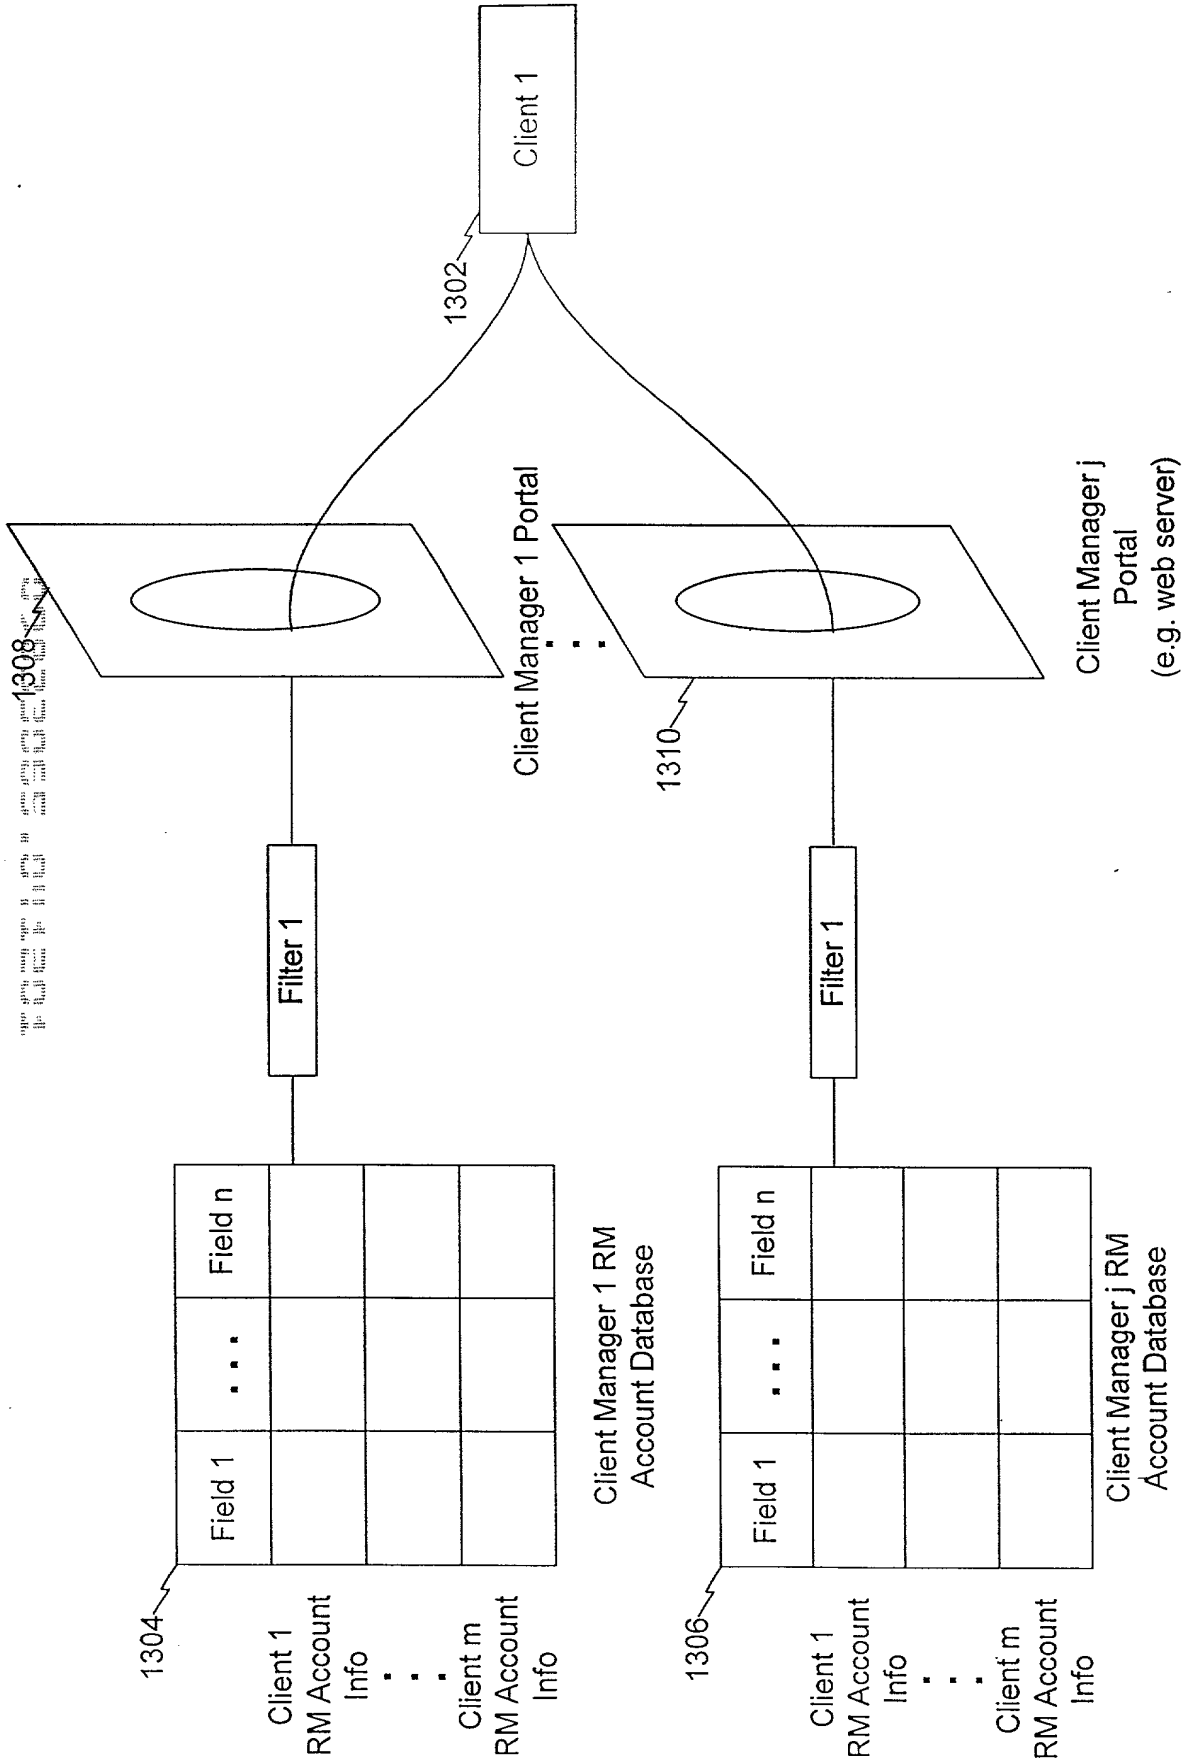 1304
Field 1
. . .
Field n
Client 1
RM Account
Info
. . .
Client m
RM Account
Info
Filter 1
1308
Client Manager 1 RM
Account Database
Client Manager 1 Portal
. . .
1302
Client 1
1306
Field 1
. . .
Field n
Client 1
RM Account
Info
. . .
Client m
RM Account
Info
Filter 1
1310
Client Manager j RM
Account Database
Client Manager j
Portal
(e.g. web server)